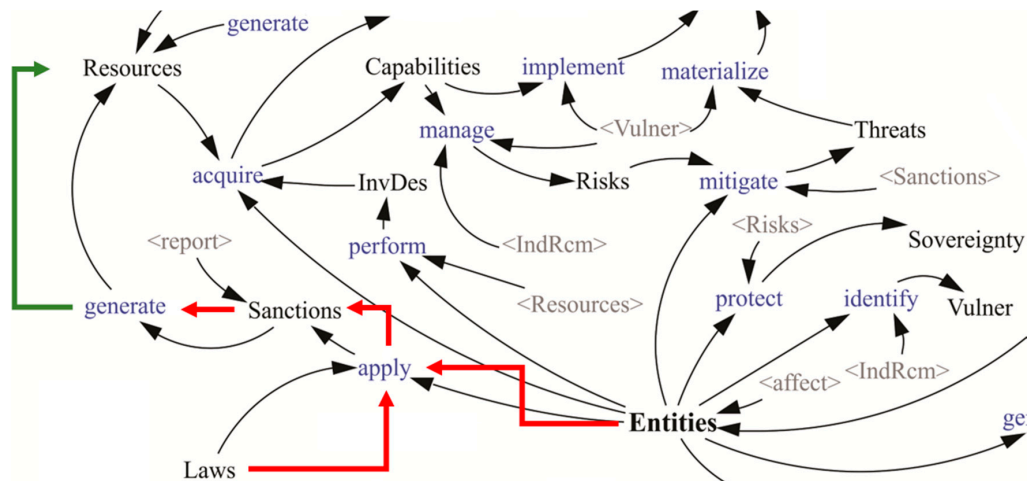 generate
Resources
Capabilities
implement
materialize
manage
<Vulner>
Threats
acquire
InvDes
Risks
mitigate
<Sanctions>
<report>
perform
<IndRcm>
<Risks>
Sovereignty
<Resources>
generate
Sanctions
protect
identify
Vulner
apply
<affect>
<IndRcm>
Entities
ge
Laws